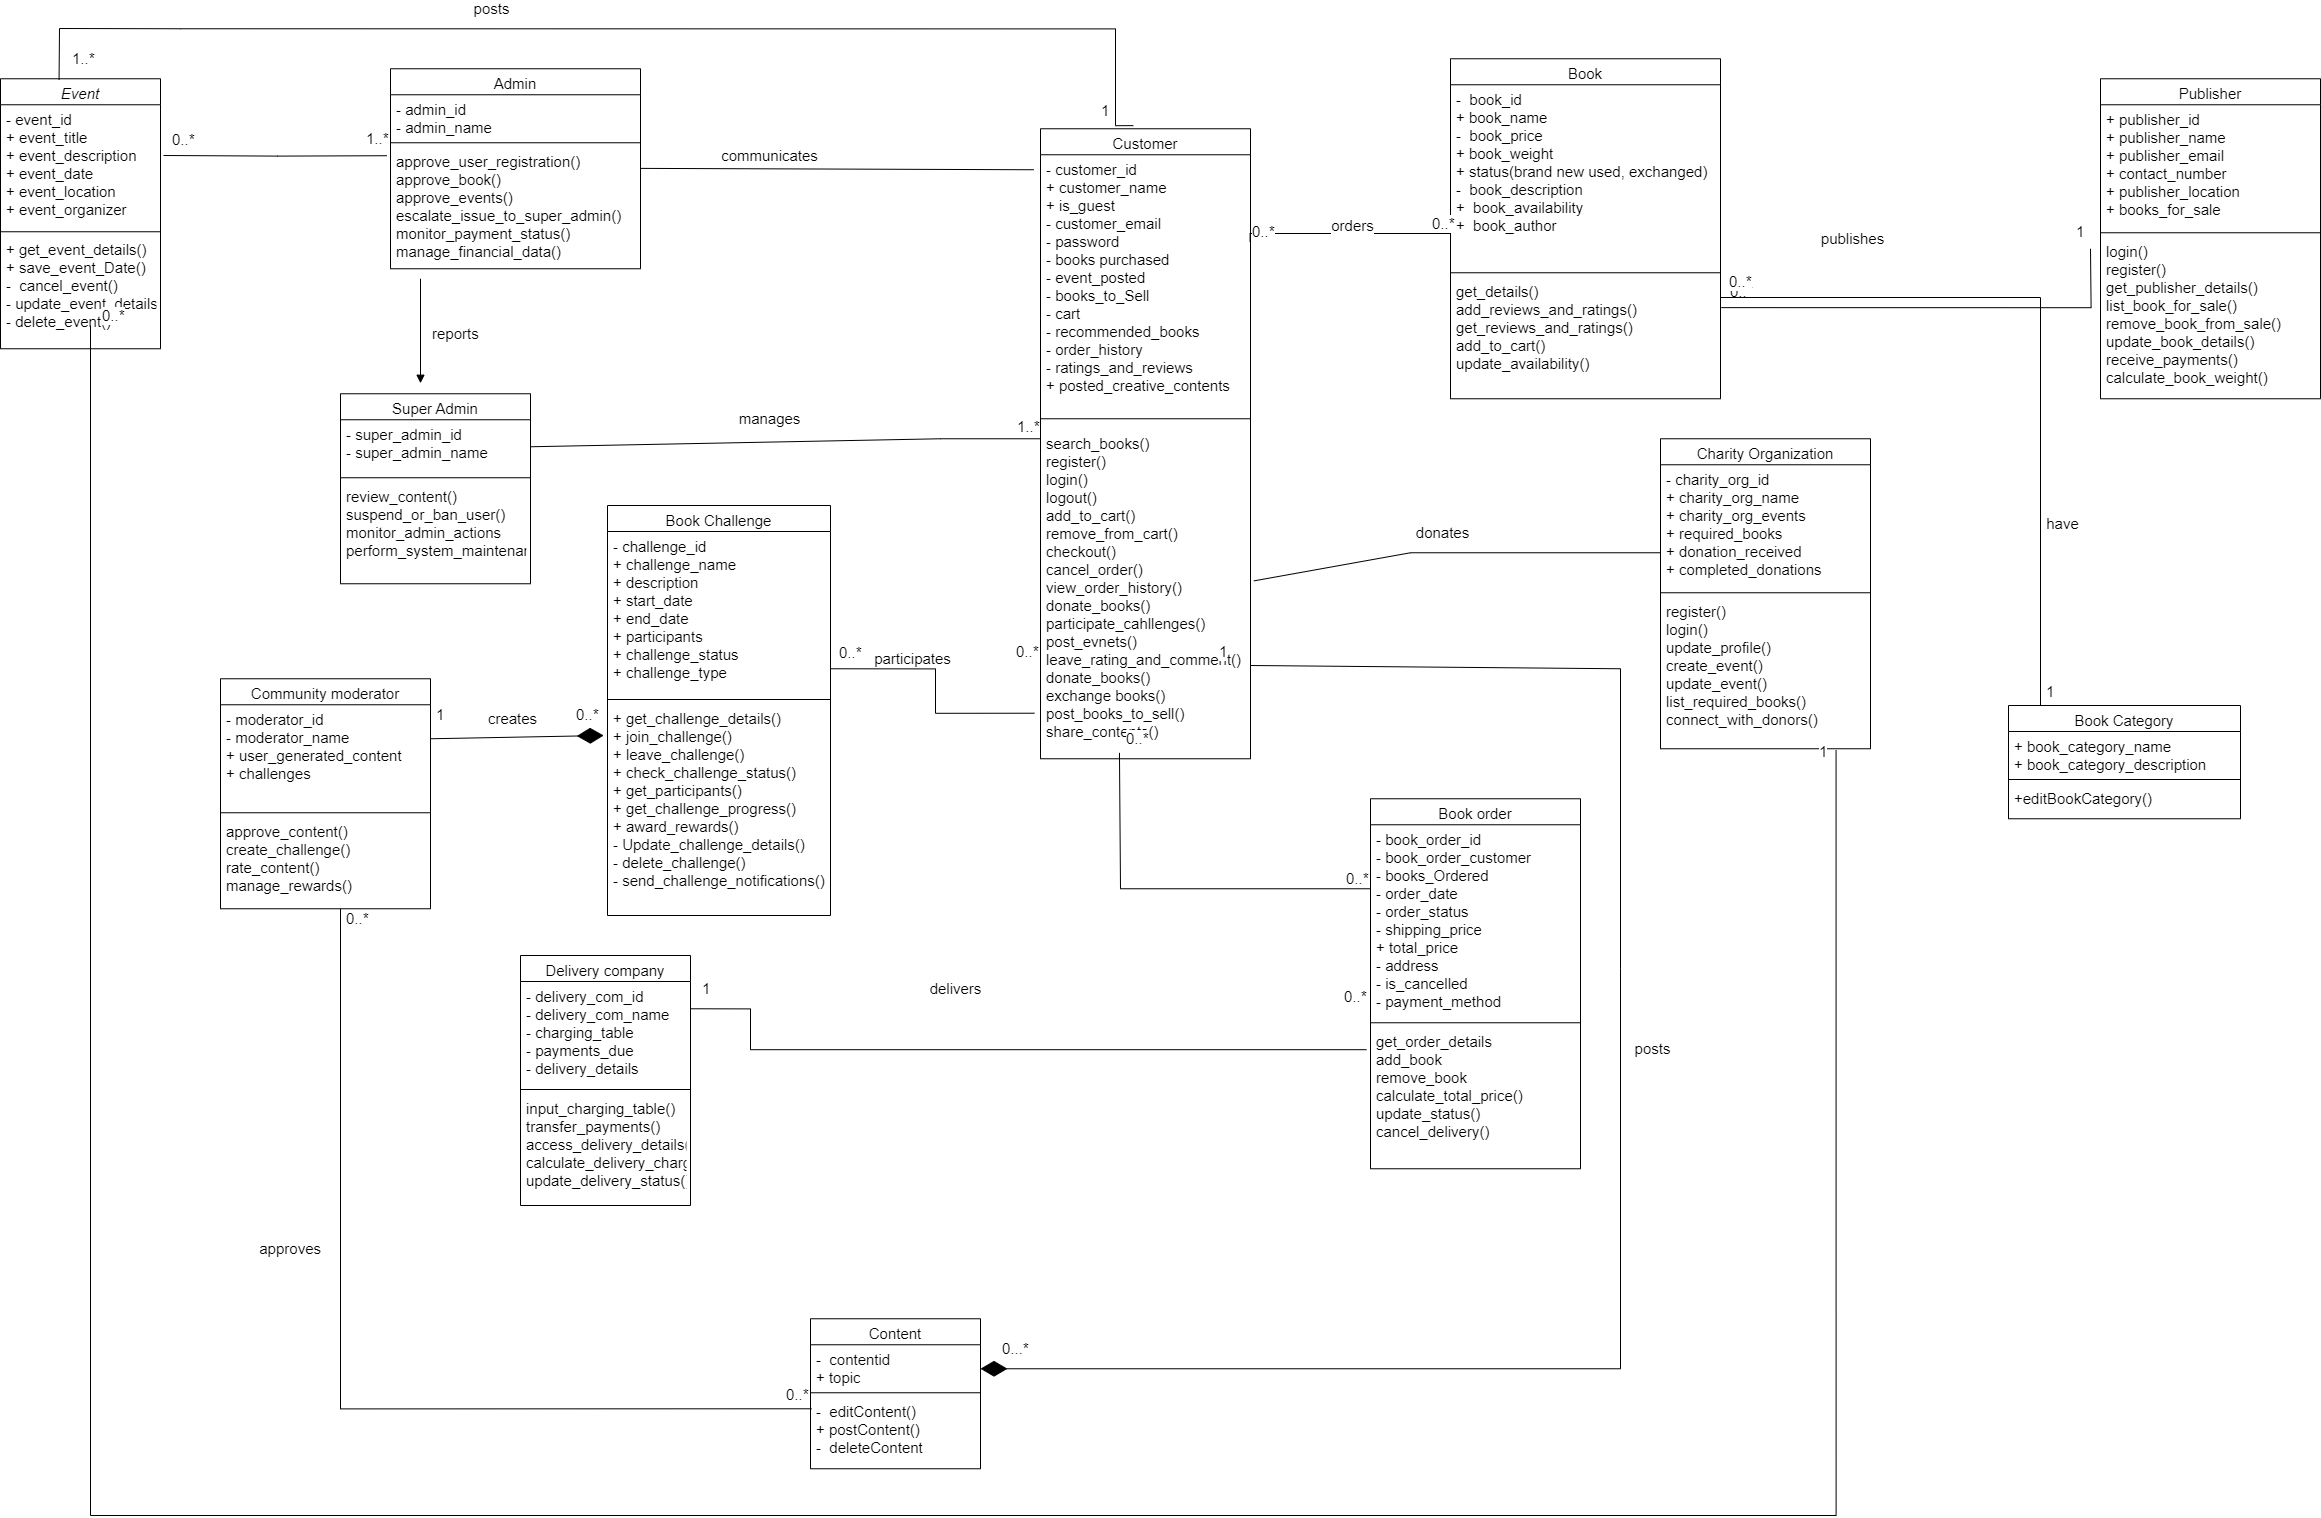 posts
1..*
1
Event
- event_id
+ event_title
+ event_description
+ event_date
+ event_location
+ event_organizer
+ get_event_details()
+ save_event_Date()
-  cancel_event()
- update_event_details
- delete_event()
0..*
0..*
1..*
Admin
- admin_id
- admin_name
approve_user_registration()
approve_book()
approve_events()
escalate_issue_to_super_admin()
monitor_payment_status()
manage_financial_data()
communicates
reports
Super Admin
- super_admin_id
- super_admin_name
review_content()
suspend_or_ban_user()
monitor_admin_actions
perform_system_maintenan
manages
1..*
Customer
- customer_id
+ customer_name
+ is_guest
- customer_email
- password
- books purchased
- event_posted
- books_to_Sell
- cart
- recommended_books
- order_history
- ratings_and_reviews
+ posted_creative_contents
search_books()
register()
login()
logout()
add_to_cart()
remove_from_cart()
checkout()
cancel_order()
view_order_history()
donate_books()
participate_cahllenges()
post_evnets()
leave_rating_and_comment()
donate_books()
exchange books()
post_books_to_sell()
share_contents()
0..*
orders
0..*
Book
-  book_id
+ book_name
-  book_price
+ book_weight
+ status(brand new used, exchanged)
-  book_description
+  book_availability
+  book_author
get_details()
add_reviews_and_ratings()
get_reviews_and_ratings()
add_to_cart()
update_availability()
publishes
1
0..*
0..
Publisher
+ publisher_id
+ publisher_name
+ publisher_email
+ contact_number
+ publisher_location
+ books_for_sale
login()
register()
get_publisher_details()
list_book_for_sale()
remove_book_from_sale()
update_book_details()
receive_payments()
calculate_book_weight()
donates
Charity Organization
- charity_org_id
+ charity_org_name
+ charity_org_events
+ required_books
+ donation_received
+ completed_donations
register()
login()
update_profile()
create_event()
update_event()
list_required_books()
connect_with_donors()
1
have
1
Book Category
+ book_category_name
+ book_category_description
+editBookCategory()
Book Challenge
- challenge_id
+ challenge_name
+ description
+ start_date
+ end_date
+ participants
+ challenge_status
+ challenge_type
+ get_challenge_details()
+ join_challenge()
+ leave_challenge()
+ check_challenge_status()
+ get_participants()
+ get_challenge_progress()
+ award_rewards()
- Update_challenge_details()
- delete_challenge()
- send_challenge_notifications()
0..*
participates
0..*
1
Community moderator
- moderator_id
- moderator_name
+ user_generated_content
+ challenges
approve_content()
create_challenge()
rate_content()
manage_rewards()
1
creates
0..*
0..*
0..*
0..*
Book order
- book_order_id
- book_order_customer
- books_Ordered
- order_date
- order_status
- shipping_price
+ total_price
- address
- is_cancelled
- payment_method
get_order_details
add_book
remove_book
calculate_total_price()
update_status()
cancel_delivery()
Delivery company
- delivery_com_id
- delivery_com_name
- charging_table
- payments_due
- delivery_details
input_charging_table()
transfer_payments()
access_delivery_details(
calculate_delivery_charg
update_delivery_status(
1
delivers
0..*
posts
approves
Content
-  contentid
+ topic
-  editContent()
+ postContent()
-  deleteContent
0..*
0...*